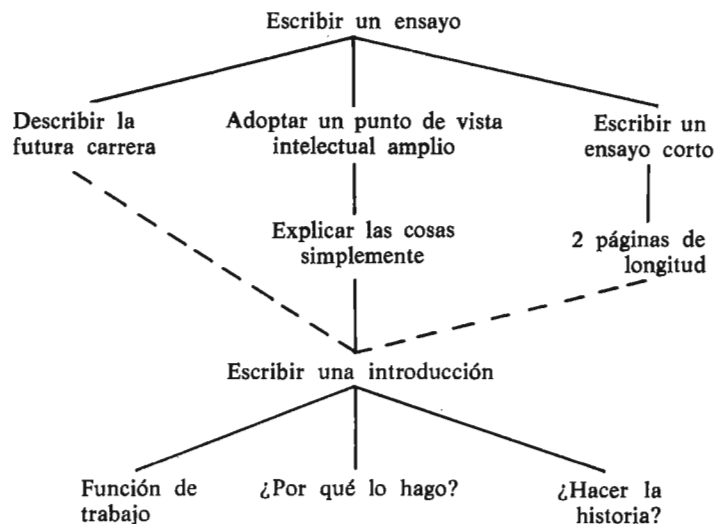 Escribir un ensayo
Describir la
futura carrera
Adoptar un punto de vista
intelectual amplio
Escribir un
ensayo corto
Explicar las cosas
simplemente
2 páginas de
longitud
Escribir una introducción
Función de
trabajo
¿Por qué lo hago?
¿Hacer la
historia?